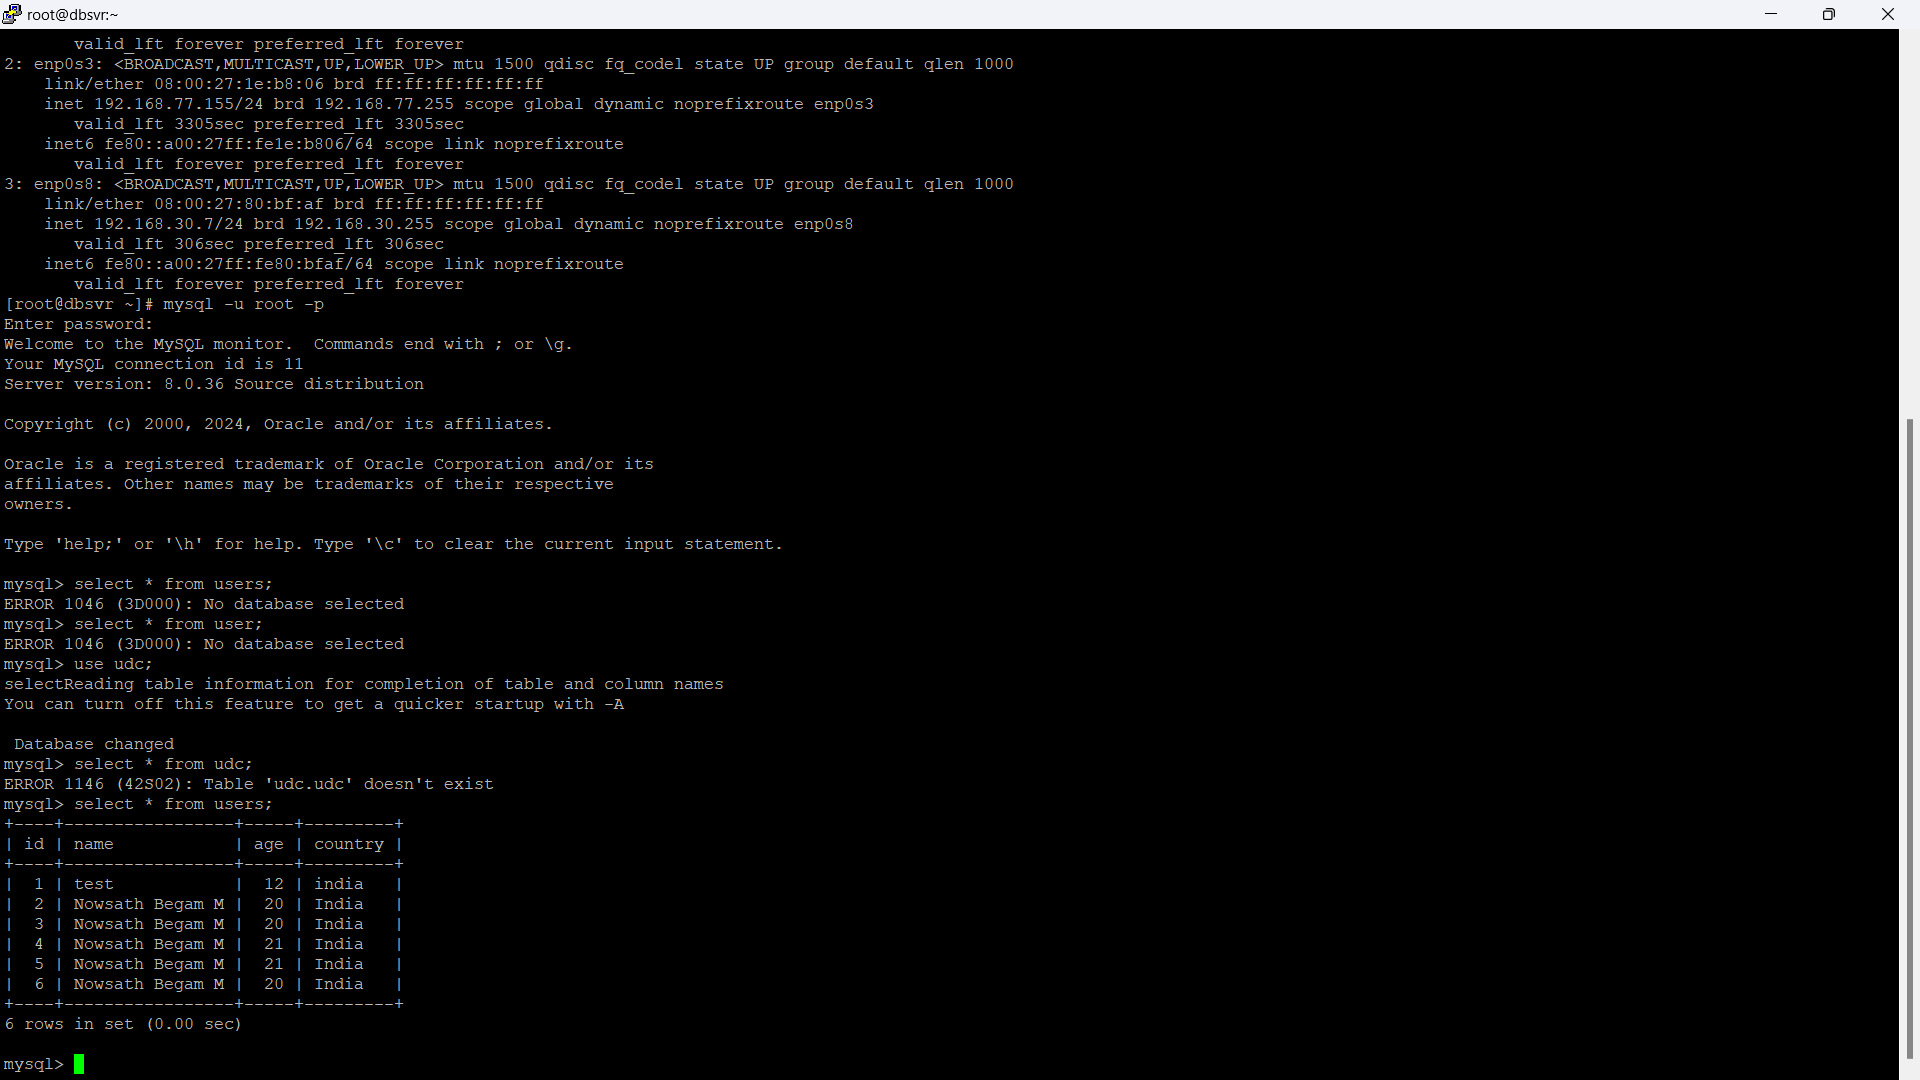 root@dbsvr:~
valid_lft forever preferred_lft forever
2: enp0s3: <BROADCAST,MULTICAST,UP,LOWER_UP> mtu 1500 qdisc fq_codel state UP group default qlen 1000
link/ether 08:00:27:1e:b8:06 brd ff:ff:ff:ff:ff:ff
inet 192.168.77.155/24 brd 192.168.77.255 scope global dynamic noprefixroute enp0s3
valid_lft 3305sec preferred_lft 3305sec
inet6 fe80::a00:27ff:fe1e:b806/64 scope link noprefixroute
valid_lft forever preferred_lft forever
3: enp0s8: <BROADCAST,MULTICAST,UP,LOWER_UP> mtu 1500 qdisc fq_codel state UP group default qlen 1000
link/ether 08:00:27:80:bf:af brd ff:ff:ff:ff:ff:ff
inet 192.168.30.7/24 brd 192.168.30.255 scope global dynamic noprefixroute enp0s8
valid_lft 306sec preferred_lft 306sec
inet6 fe80::a00:27ff:fe80:bfaf/64 scope link noprefixroute
valid_lft forever preferred_lft forever
[root@dbsvr ~]# mysql -u root -p
Enter password:
Welcome to the MySQL monitor.  Commands end with ; or \g.
Your MySQL connection id is 11
Server version: 8.0.36 Source distribution
Copyright (c) 2000, 2024, Oracle and/or its affiliates.
Oracle is a registered trademark of Oracle Corporation and/or its
affiliates. Other names may be trademarks of their respective
owners.
Type 'help;' or '\h' for help. Type '\c' to clear the current input statement.
mysql> select * from users;
ERROR 1046 (3D000): No database selected
mysql> select * from user;
ERROR 1046 (3D000): No database selected
mysql> use udc;
selectReading table information for completion of table and column names
You can turn off this feature to get a quicker startup with -A
Database changed
mysql> select * from udc;
ERROR 1146 (42S02): Table 'udc.udc' doesn't exist
mysql> select * from users;
+----+-----------------+-----+---------+
| id | name            | age | country |
+----+-----------------+-----+---------+
|  1 | test            |  12 | india   |
|  2 | Nowsath Begam M |  20 | India   |
|  3 | Nowsath Begam M |  20 | India   |
|  4 | Nowsath Begam M |  21 | India   |
|  5 | Nowsath Begam M |  21 | India   |
|  6 | Nowsath Begam M |  20 | India   |
+----+-----------------+-----+---------+
6 rows in set (0.00 sec)
mysql>